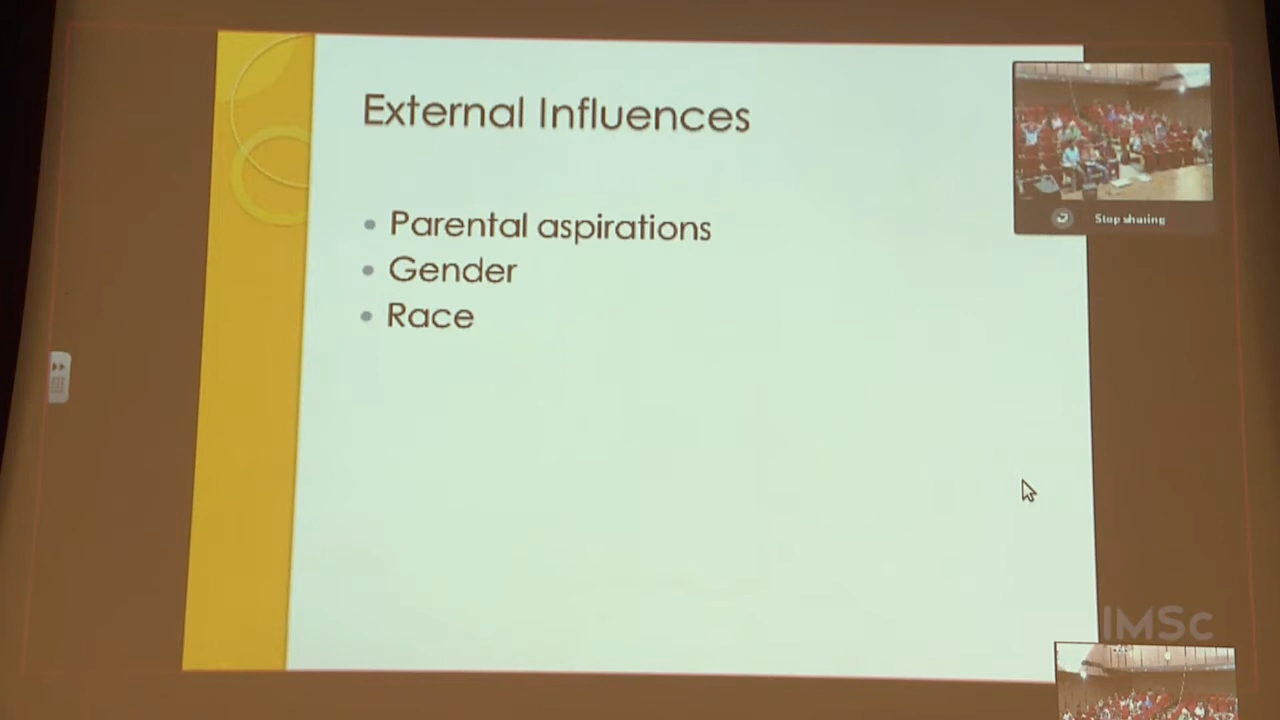 External Influences
Parental aspirations
Gender
Race
Stop sharing
IMSc